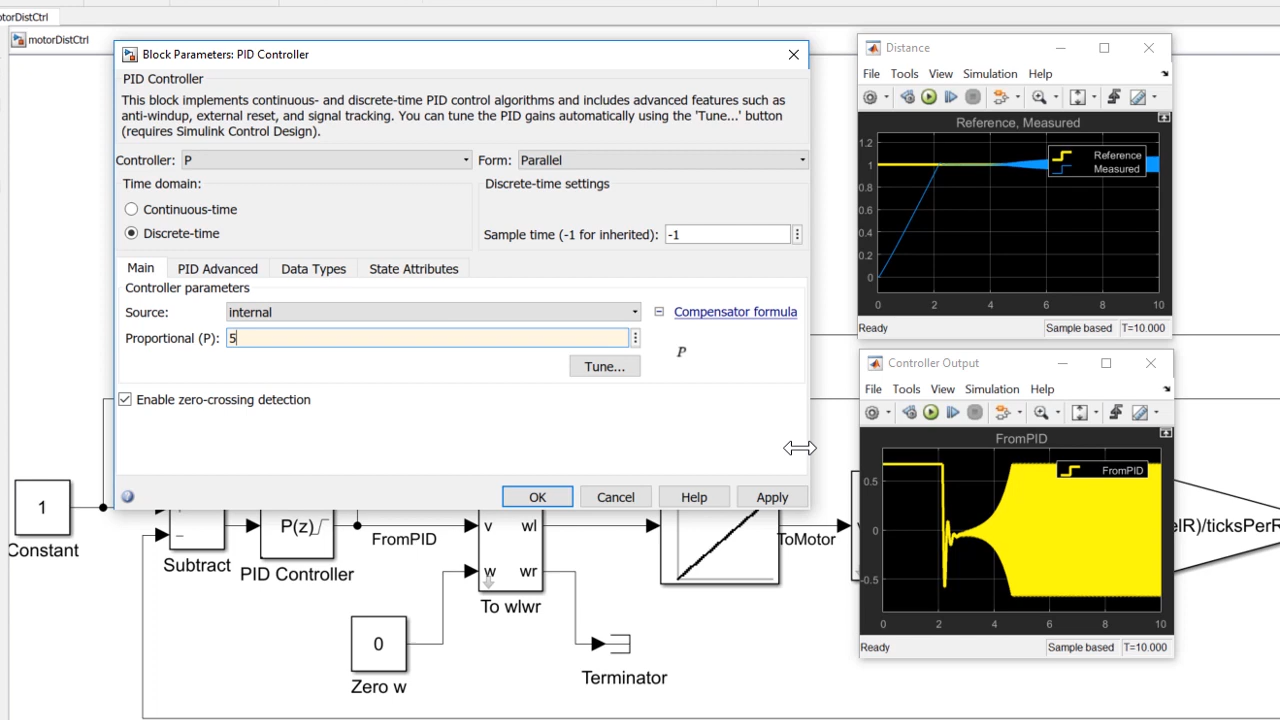 otorDistCtrl
motorDistCtrl
Block Parameters: PID Controller
PID Controller
This block implements continuous- and discrete-time PID control algorithms and includes advanced features such as
anti-windup, external reset, and signal tracking. You can tune the PID gains automatically using the 'Tune...' button
(requires Simulink Control Design).
Controller: P
Form: Parallel
Time domain:
Discrete-time settings
Continuous-time
Discrete-time
Sample time (-1 for inherited): -1
Main
PID Advanced
Data Types
State Attributes
Controller parameters
Source: internal
Compensator formula
Proportional (P): 5
P
Tune...
Enable zero-crossing detection
OK
Cancel
Help
Apply
Distance
File Tools View Simulation Help
Reference, Measured
Reference
Measured
1.2
1
0.8
0.6
0.4
0.2
0
0 2 4 6 8 10
Ready
Sample based
T=10.000
Controller Output
File Tools View Simulation Help
FromPID
FromPID
0.5
0
-0.5
0 2 4 6 8 10
Ready
Sample based
T=10.000
1
Constant
−
Subtract
P(z)
PID Controller
FromPID
v wl
w wr
To wlwr
ToMotor
elR)/ticksPerR
0
Zero w
Terminator